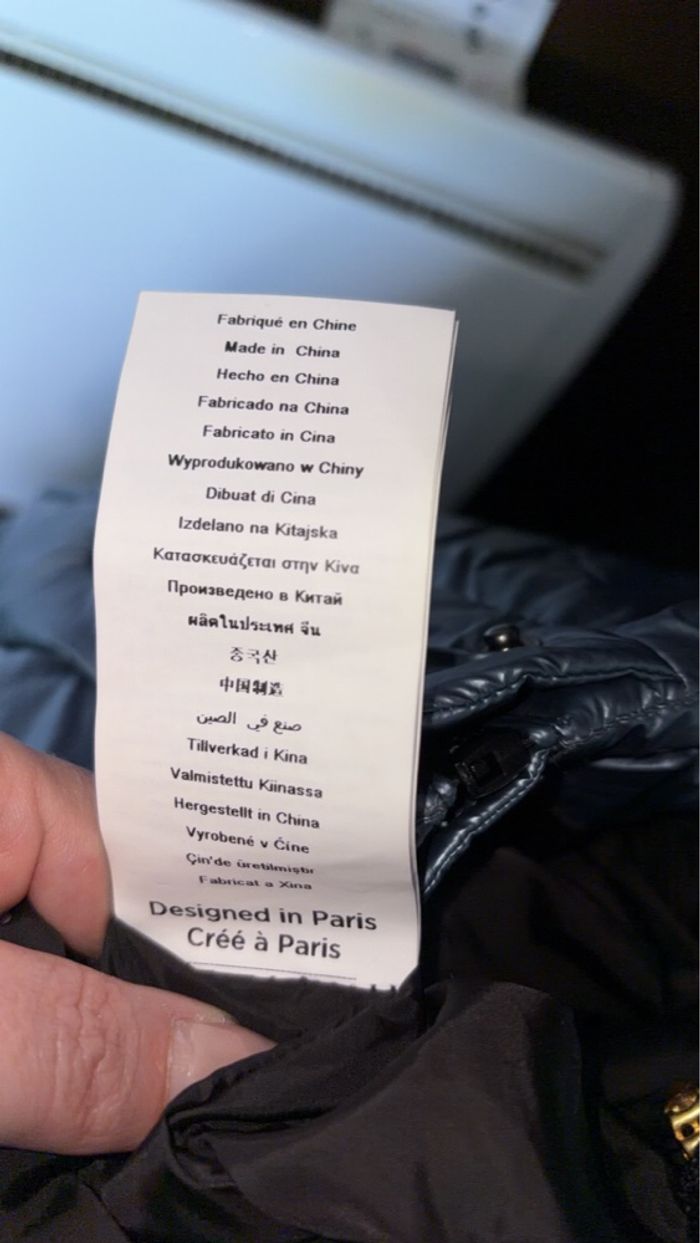 Fabriqué en Chine
Made in China
Hecho en China
Fabricado na China
Fabricato in Cina
Wyprodukowano w Chiny
Dibuat di Cina
Izdelano na Kitajska
Κατασκευάζεται στην Κίνα
Произведено в Китай
ผลิตในประเทศ จีน
중국산
中国制造
صنع في الصين
Tillverkad i Kina
Valmistettu Kiinassa
Hergestellt in China
Vyrobené v Číne
Çin'de üretilmiştir
Fabricat a Xina
Designed in Paris
Créé à Paris